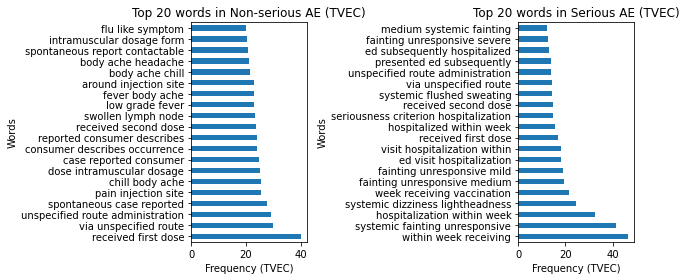 Top 20 words in Non-serious AE (TVEC)
Words
flu like symptom
intramuscular dosage form
spontaneous report contactable
body ache headache
body ache chill
around injection site
fever body ache
low grade fever
swollen lymph node
received second dose
reported consumer describes
consumer describes occurrence
case reported consumer
dose intramuscular dosage
chill body ache
pain injection site
spontaneous case reported
unspecified route administration
via unspecified route
received first dose
0 20 40
Frequency (TVEC)
Top 20 words in Serious AE (TVEC)
Words
medium systemic fainting
fainting unresponsive severe
ed subsequently hospitalized
presented ed subsequently
unspecified route administration
via unspecified route
systemic flushed sweating
received second dose
seriousness criterion hospitalization
hospitalized within week
received first dose
visit hospitalization within
ed visit hospitalization
fainting unresponsive mild
fainting unresponsive medium
week receiving vaccination
systemic dizziness lightheadness
hospitalization within week
systemic fainting unresponsive
within week receiving
0 20 40
Frequency (TVEC)